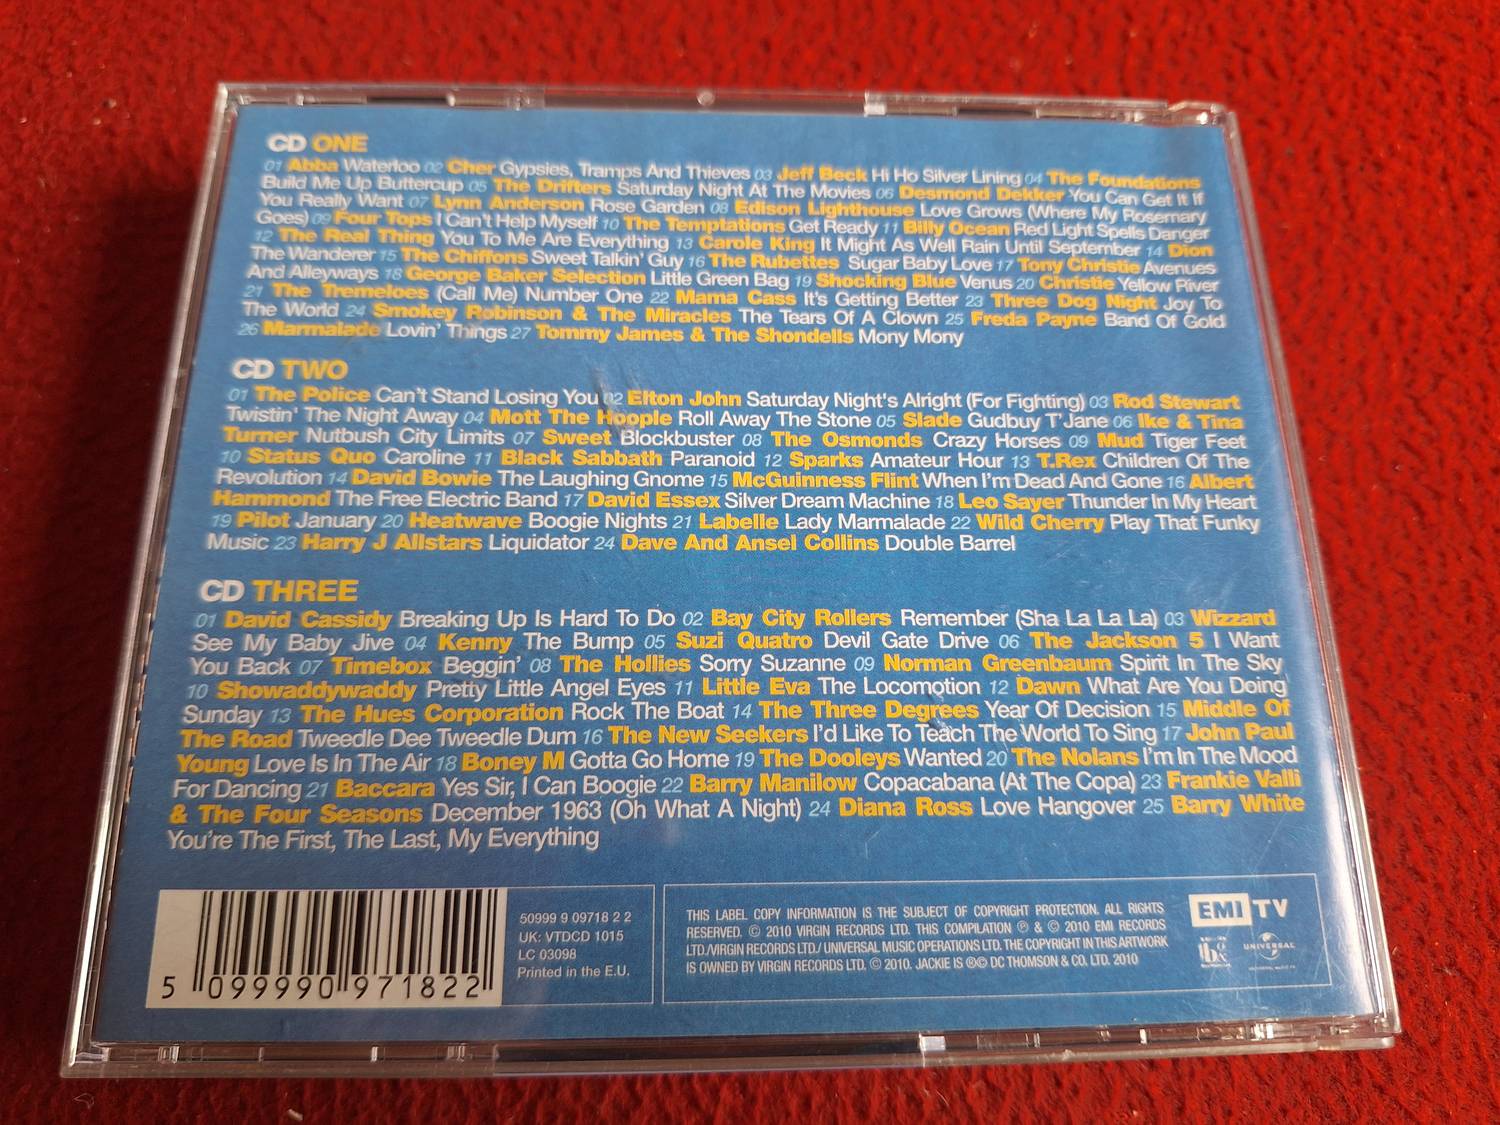 CD ONE
01 Abba Waterloo 02 Cher Gypsies, Tramps And Thieves 03 Jeff Beck Hi Ho Silver Lining 04 The Foundations
Build Me Up Buttercup 05 The Drifters Saturday Night At The Movies 06 Desmond Dekker You Can Get It If
You Really Want 07 Lynn Anderson Rose Garden 08 Edison Lighthouse Love Grows (Where My Rosemary
Goes) 09 Four Tops I Can't Help Myself 10 The Temptations Get Ready 11 Billy Ocean Red Light Spells Danger
12 The Real Thing You To Me Are Everything 13 Carole King It Might As Well Rain Until September 14 Dion
The Wanderer 15 The Chiffons Sweet Talkin' Guy 16 The Rubettes Sugar Baby Love 17 Tony Christie Avenues
And Alleyways 18 George Baker Selection Little Green Bag 19 Shocking Blue Venus 20 Christie Yellow River
21 The Tremeloes (Call Me) Number One 22 Mama Cass It's Getting Better 23 Three Dog Night Joy To
The World 24 Smokey Robinson & The Miracles The Tears Of A Clown 25 Freda Payne Band Of Gold
26 Marmalade Lovin' Things 27 Tommy James & The Shondells Mony Mony
CD TWO
01 The Police Can't Stand Losing You 02 Elton John Saturday Night's Alright (For Fighting) 03 Rod Stewart
Twistin' The Night Away 04 Mott The Hoople Roll Away The Stone 05 Slade Gudbuy T'Jane 06 Ike & Tina
Turner Nutbush City Limits 07 Sweet Blockbuster 08 The Osmonds Crazy Horses 09 Mud Tiger Feet
10 Status Quo Caroline 11 Black Sabbath Paranoid 12 Sparks Amateur Hour 13 T.Rex Children Of The
Revolution 14 David Bowie The Laughing Gnome 15 McGuinness Flint When I'm Dead And Gone 16 Albert
Hammond The Free Electric Band 17 David Essex Silver Dream Machine 18 Leo Sayer Thunder In My Heart
19 Pilot January 20 Heatwave Boogie Nights 21 Labelle Lady Marmalade 22 Wild Cherry Play That Funky
Music 23 Harry J Allstars Liquidator 24 Dave And Ansel Collins Double Barrel
CD THREE
01 David Cassidy Breaking Up Is Hard To Do 02 Bay City Rollers Remember (Sha La La La) 03 Wizzard
See My Baby Jive 04 Kenny The Bump 05 Suzi Quatro Devil Gate Drive 06 The Jackson 5 I Want
You Back 07 Timebox Beggin' 08 The Hollies Sorry Suzanne 09 Norman Greenbaum Spirit In The Sky
10 Showaddywaddy Pretty Little Angel Eyes 11 Little Eva The Locomotion 12 Dawn What Are You Doing
Sunday 13 The Hues Corporation Rock The Boat 14 The Three Degrees Year Of Decision 15 Middle Of
The Road Tweedle Dee Tweedle Dum 16 The New Seekers I'd Like To Teach The World To Sing 17 John Paul
Young Love Is In The Air 18 Boney M Gotta Go Home 19 The Dooleys Wanted 20 The Nolans I'm In The Mood
For Dancing 21 Baccara Yes Sir, I Can Boogie 22 Barry Manilow Copacabana (At The Copa) 23 Frankie Valli
& The Four Seasons December 1963 (Oh What A Night) 24 Diana Ross Love Hangover 25 Barry White
You're The First, The Last, My Everything
5 099990 971822
50999 9 09718 2 2
UK: VTDCD 1015
LC 03098
Printed in the E.U.
THIS LABEL COPY INFORMATION IS THE SUBJECT OF COPYRIGHT PROTECTION. ALL RIGHTS
RESERVED. © 2010 VIRGIN RECORDS LTD. THIS COMPILATION ℗ & © 2010 EMI RECORDS
LTD./VIRGIN RECORDS LTD./ UNIVERSAL MUSIC OPERATIONS LTD. THE COPYRIGHT IN THIS ARTWORK
IS OWNED BY VIRGIN RECORDS LTD. © 2010. JACKIE IS ®© DC THOMSON & CO. LTD. 2010
EMI TV
UNIVERSAL